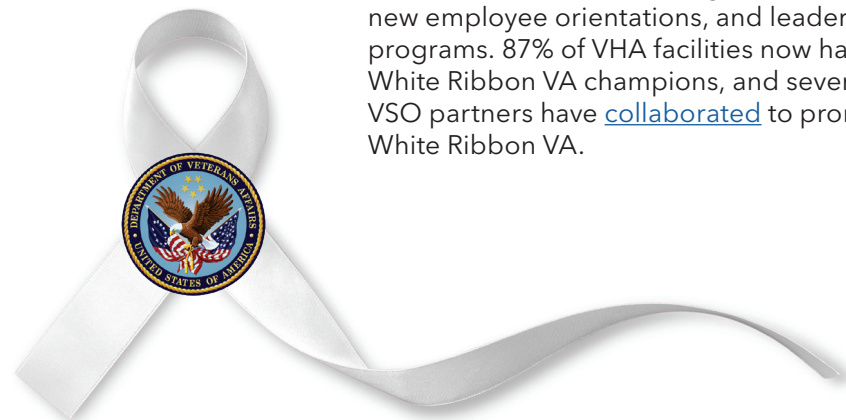 new employee orientations, and leader
programs. 87% of VHA facilities now ha
White Ribbon VA champions, and sever
VSO partners have collaborated to pro
White Ribbon VA.
DEPARTMENT OF VETERANS AFFAIRS
UNITED STATES OF AMERICA